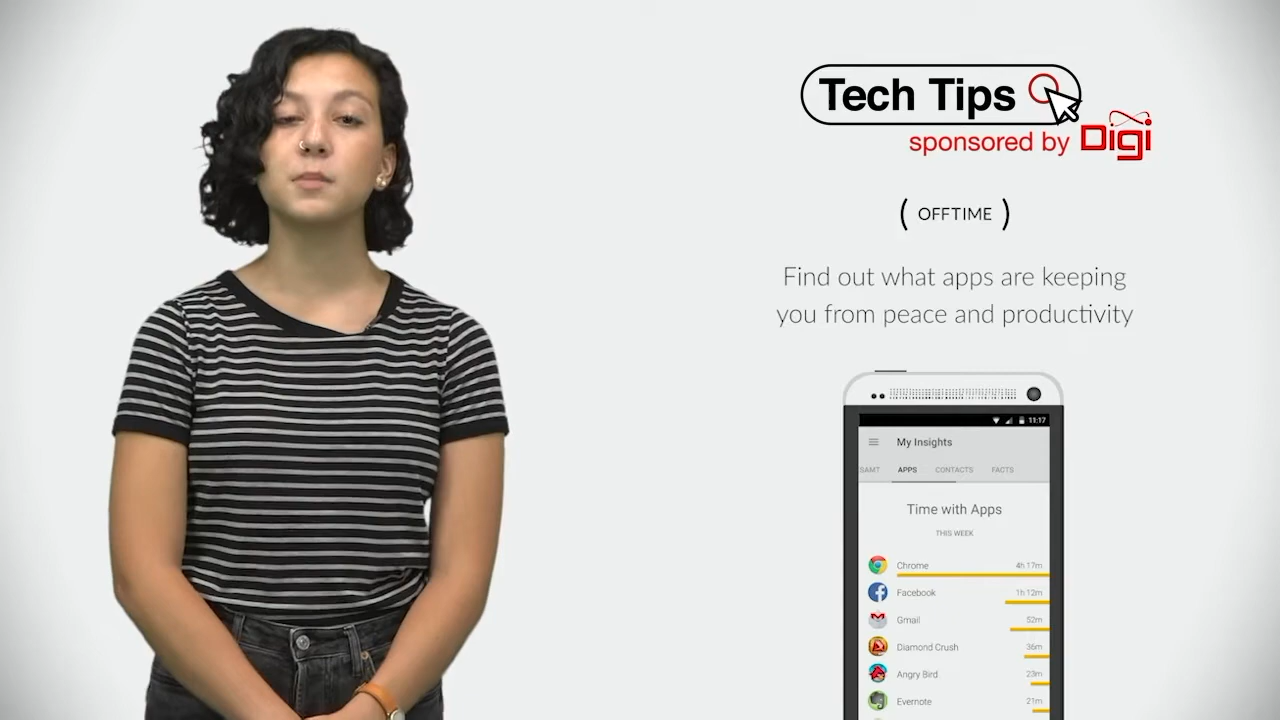 Tech Tips
sponsored by Digi
( OFFTIME )
Find out what apps are keeping
you from peace and productivity
11:17
My Insights
SAMT APPS CONTACTS FACTS
Time with Apps
THIS WEEK
Chrome 4h 17m
Facebook 1h 12m
Gmail 52m
Diamond Crush 36m
Angry Bird 23m
Evernote 21m